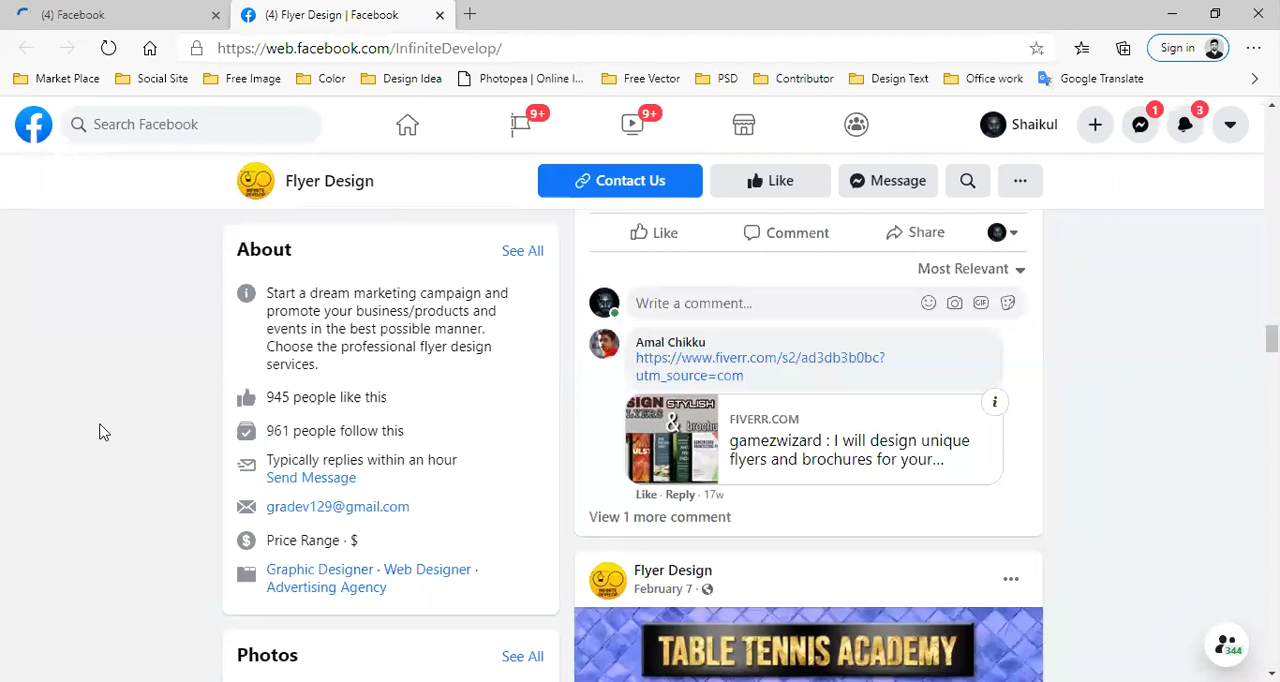 (4) Facebook
(4) Flyer Design | Facebook
https://web.facebook.com/InfiniteDevelop/
Sign in
Market Place
Social Site
Free Image
Color
Design Idea
Photopea | Online I...
Free Vector
PSD
Contributor
Design Text
Office work
Google Translate
Search Facebook
9+
9+
Shaikul
1
3
Flyer Design
Contact Us
Like
Message
About
See All
Start a dream marketing campaign and
promote your business/products and
events in the best possible manner.
Choose the professional flyer design
services.
945 people like this
961 people follow this
Typically replies within an hour
Send Message
gradev129@gmail.com
Price Range · $
Graphic Designer · Web Designer ·
Advertising Agency
Photos
See All
Like
Comment
Share
Most Relevant
Write a comment...
GIF
Amal Chikku
https://www.fiverr.com/s2/ad3db3b0bc?
utm_source=com
SIGN STYLISH
& brochu
FIVERR.COM
gamezwizard : I will design unique
flyers and brochures for your...
Like · Reply · 17w
View 1 more comment
Flyer Design
February 7 ·
TABLE TENNIS ACADEMY
344